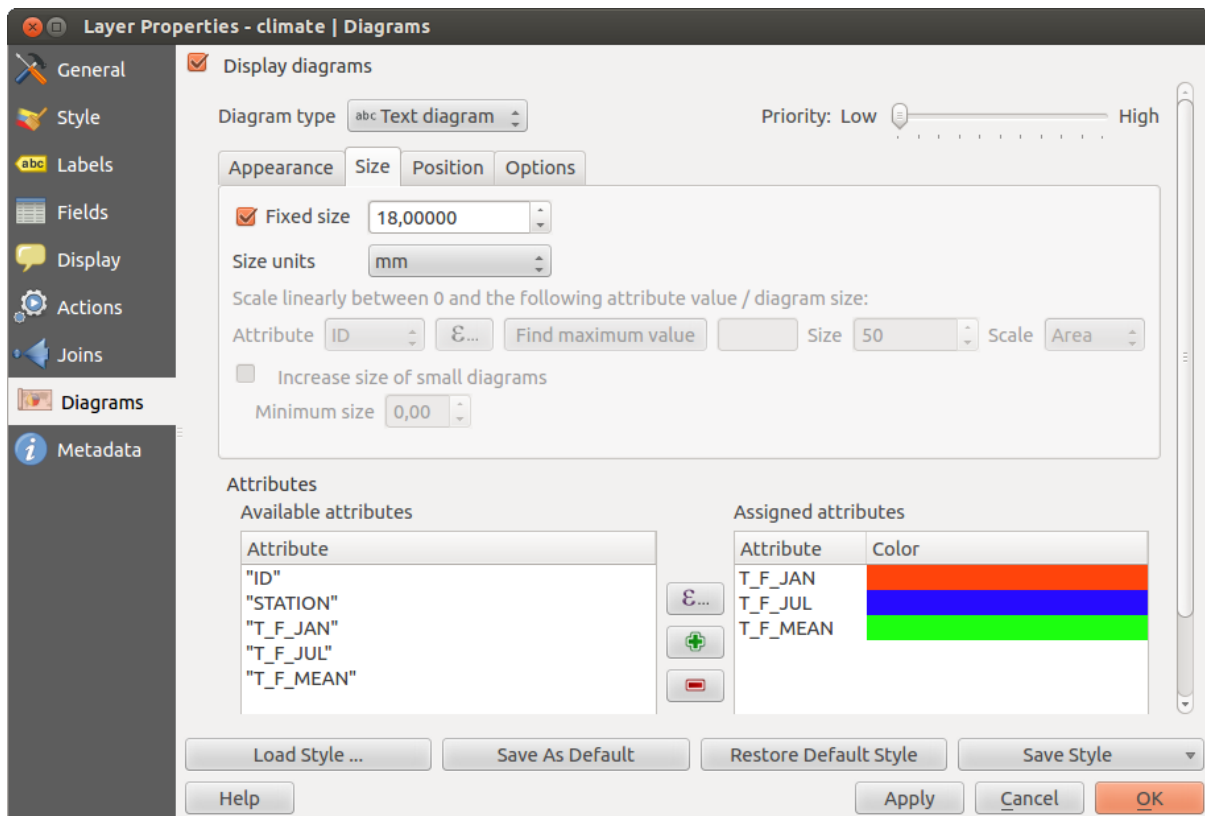 Layer Properties - climate | Diagrams
General
Style
abc Labels
Fields
Display
Actions
Joins
Diagrams
Metadata
Display diagrams
Diagram type abc Text diagram Priority: Low High
Appearance Size Position Options
Fixed size 18,00000
Size units mm
Scale linearly between 0 and the following attribute value / diagram size:
Attribute ID ε... Find maximum value Size 50 Scale Area
Increase size of small diagrams
Minimum size 0,00
Attributes
Available attributes
Attribute
"ID"
"STATION"
"T_F_JAN"
"T_F_JUL"
"T_F_MEAN"
ε...
Assigned attributes
Attribute Color
T_F_JAN
T_F_JUL
T_F_MEAN
Load Style ... Save As Default Restore Default Style Save Style
Help Apply Cancel OK